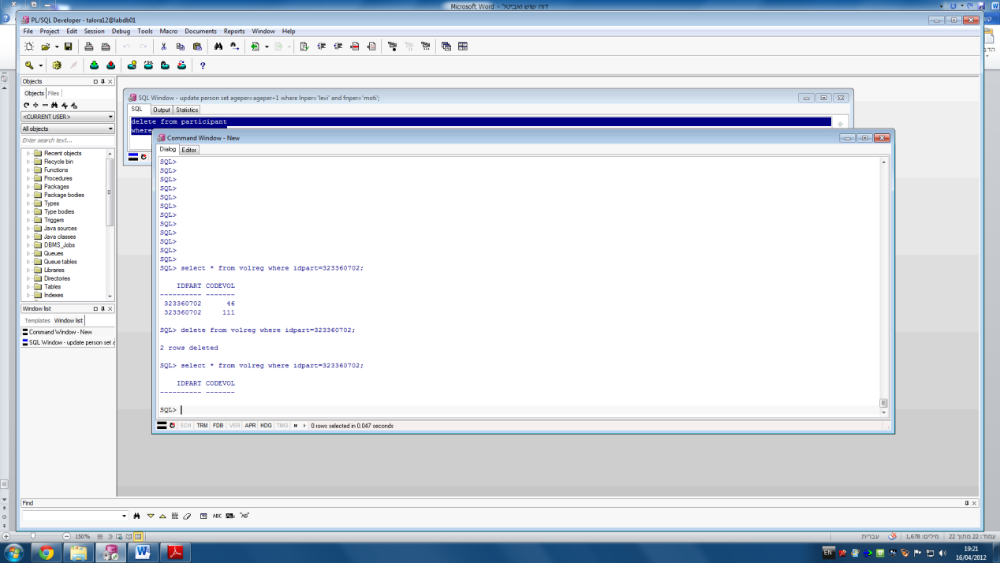 דוח שוש ואביטל - Microsoft Word
PL/SQL Developer - talora12@labdb01
File Project Edit Session Debug Tools Macro Documents Reports Window Help
Objects
Objects Files
<CURRENT USER>
All objects
Enter search text...
Recent objects
Recycle bin
Functions
Procedures
Packages
Package bodies
Types
Type bodies
Triggers
Java sources
Java classes
DBMS_Jobs
Queues
Queue tables
Libraries
Directories
Tables
Indexes
Window list
Templates Window list
Command Window - New
SQL Window - update person set a
SQL Window - update person set ageper=ageper+1 where lnper='levi' and fnper='moti';
SQL Output Statistics
delete from participant
where
Command Window - New
Dialog Editor
SQL>
SQL>
SQL>
SQL>
SQL>
SQL>
SQL>
SQL>
SQL>
SQL>
SQL>
SQL>
SQL> select * from volreg where idpart=323360702;
IDPART CODEVOL
---------- -------
323360702 46
323360702 111
SQL> delete from volreg where idpart=323360702;
2 rows deleted
SQL> select * from volreg where idpart=323360702;
IDPART CODEVOL
---------- -------
SQL>
ECH TRM FDB VER APR HDG TMG 0 rows selected in 0.047 seconds
Find
ABC "AB"
150%
עמוד: 22 מתוך 22 מילים: 1,678 עברית
EN
19:21
16/04/2012